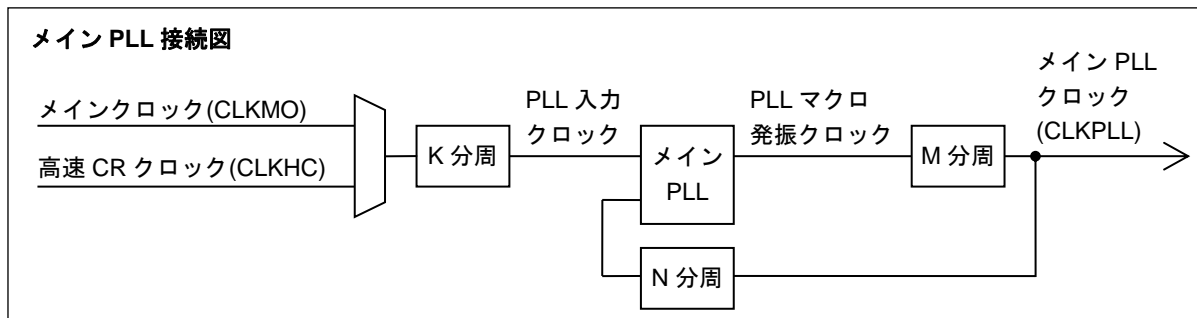 メイン PLL 接続図
メインクロック(CLKMO)
高速 CR クロック(CLKHC)
K 分周
PLL 入力
クロック
メイン
PLL
PLL マクロ
発振クロック
M 分周
メイン PLL
クロック
(CLKPLL)
N 分周